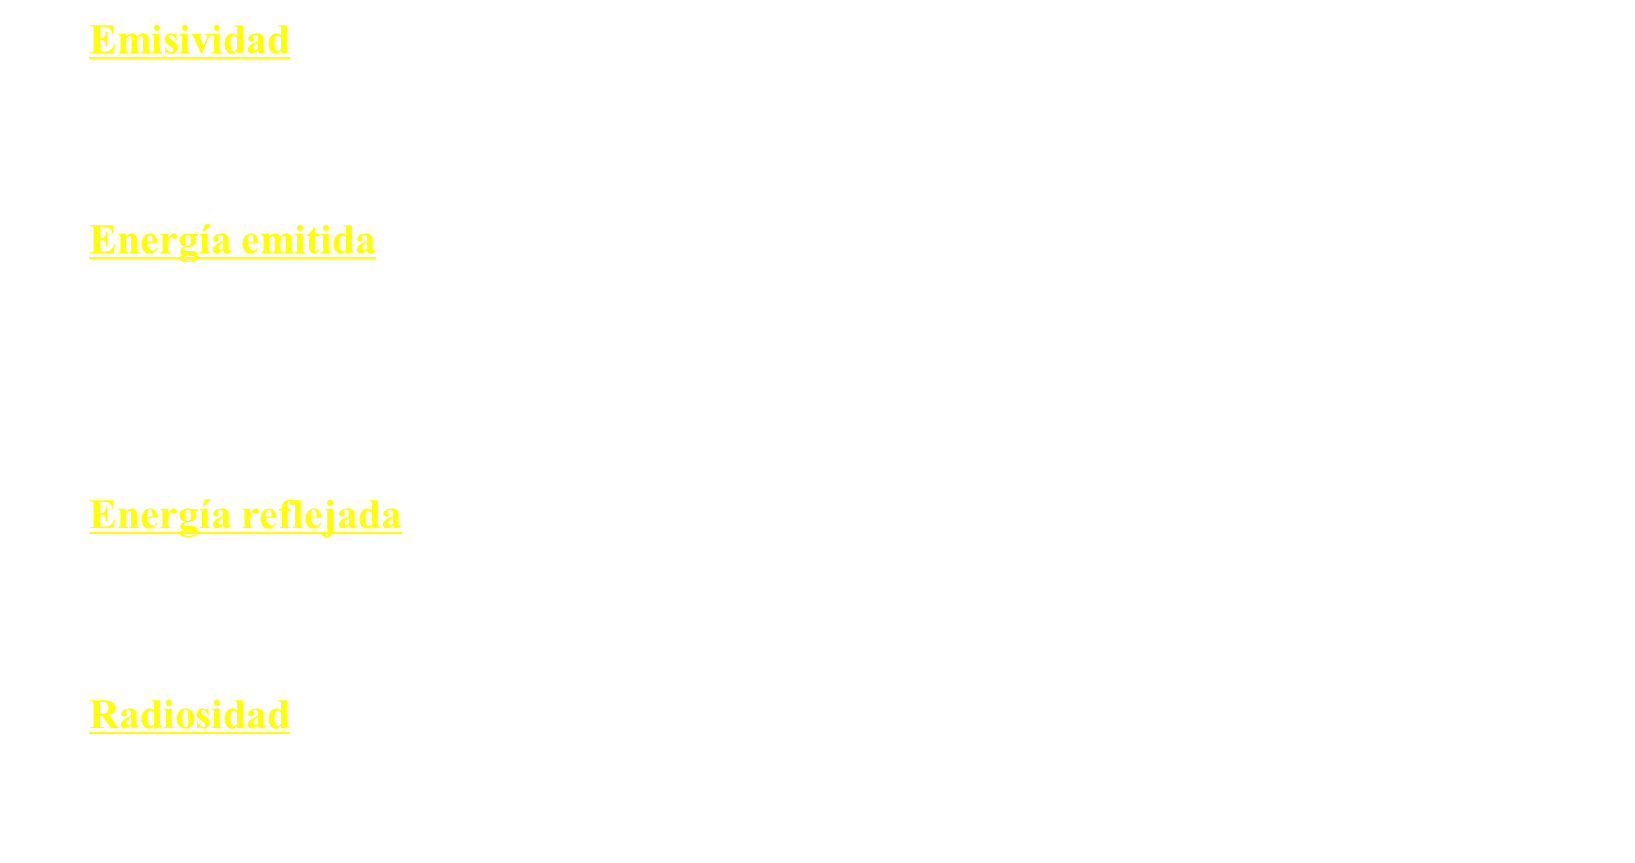 Emisividad
Energía emitida
Energía reflejada
Radiosidad